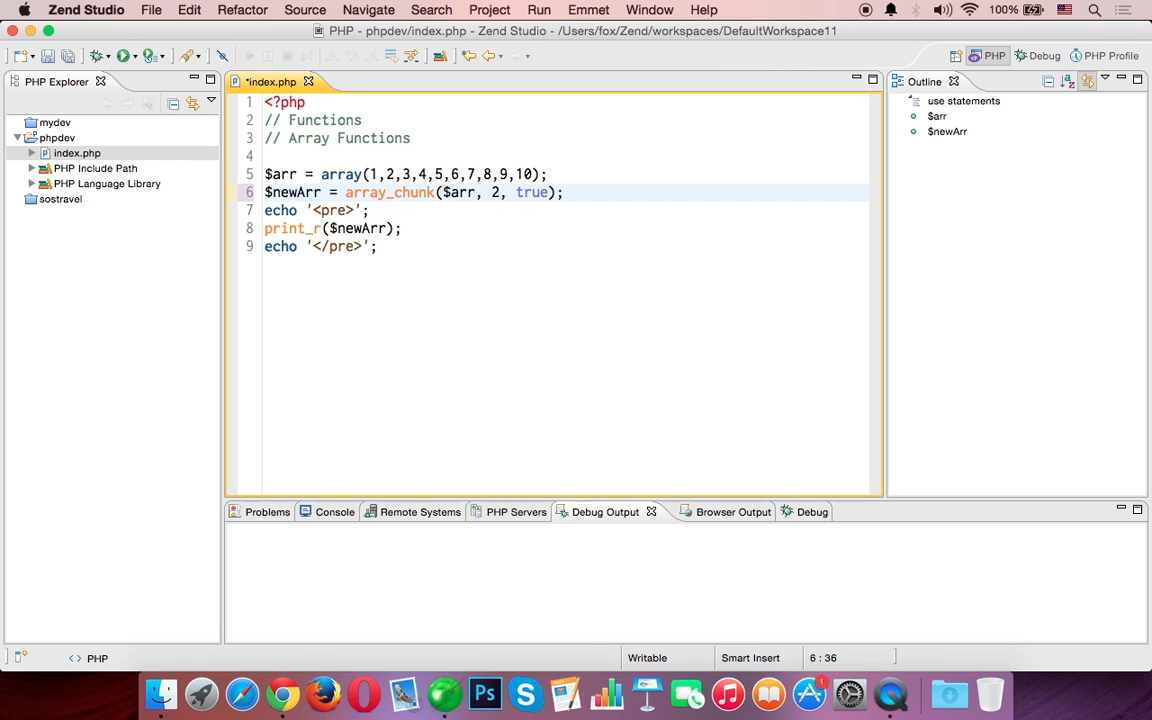 Zend Studio File Edit Refactor Source Navigate Search Project Run Emmet Window Help 100%
PHP - phpdev/index.php - Zend Studio - /Users/fox/Zend/workspaces/DefaultWorkspace11
PHP Debug PHP Profile
PHP Explorer
mydev
phpdev
index.php
PHP Include Path
PHP Language Library
sostravel
*index.php
1 <?php
2 // Functions
3 // Array Functions
4
5 $arr = array(1,2,3,4,5,6,7,8,9,10);
6 $newArr = array_chunk($arr, 2, true);
7 echo '<pre>';
8 print_r($newArr);
9 echo '</pre>';
Outline
use statements
$arr
$newArr
Problems Console Remote Systems PHP Servers Debug Output Browser Output Debug
<> PHP Writable Smart Insert 6 : 36
Ps
1